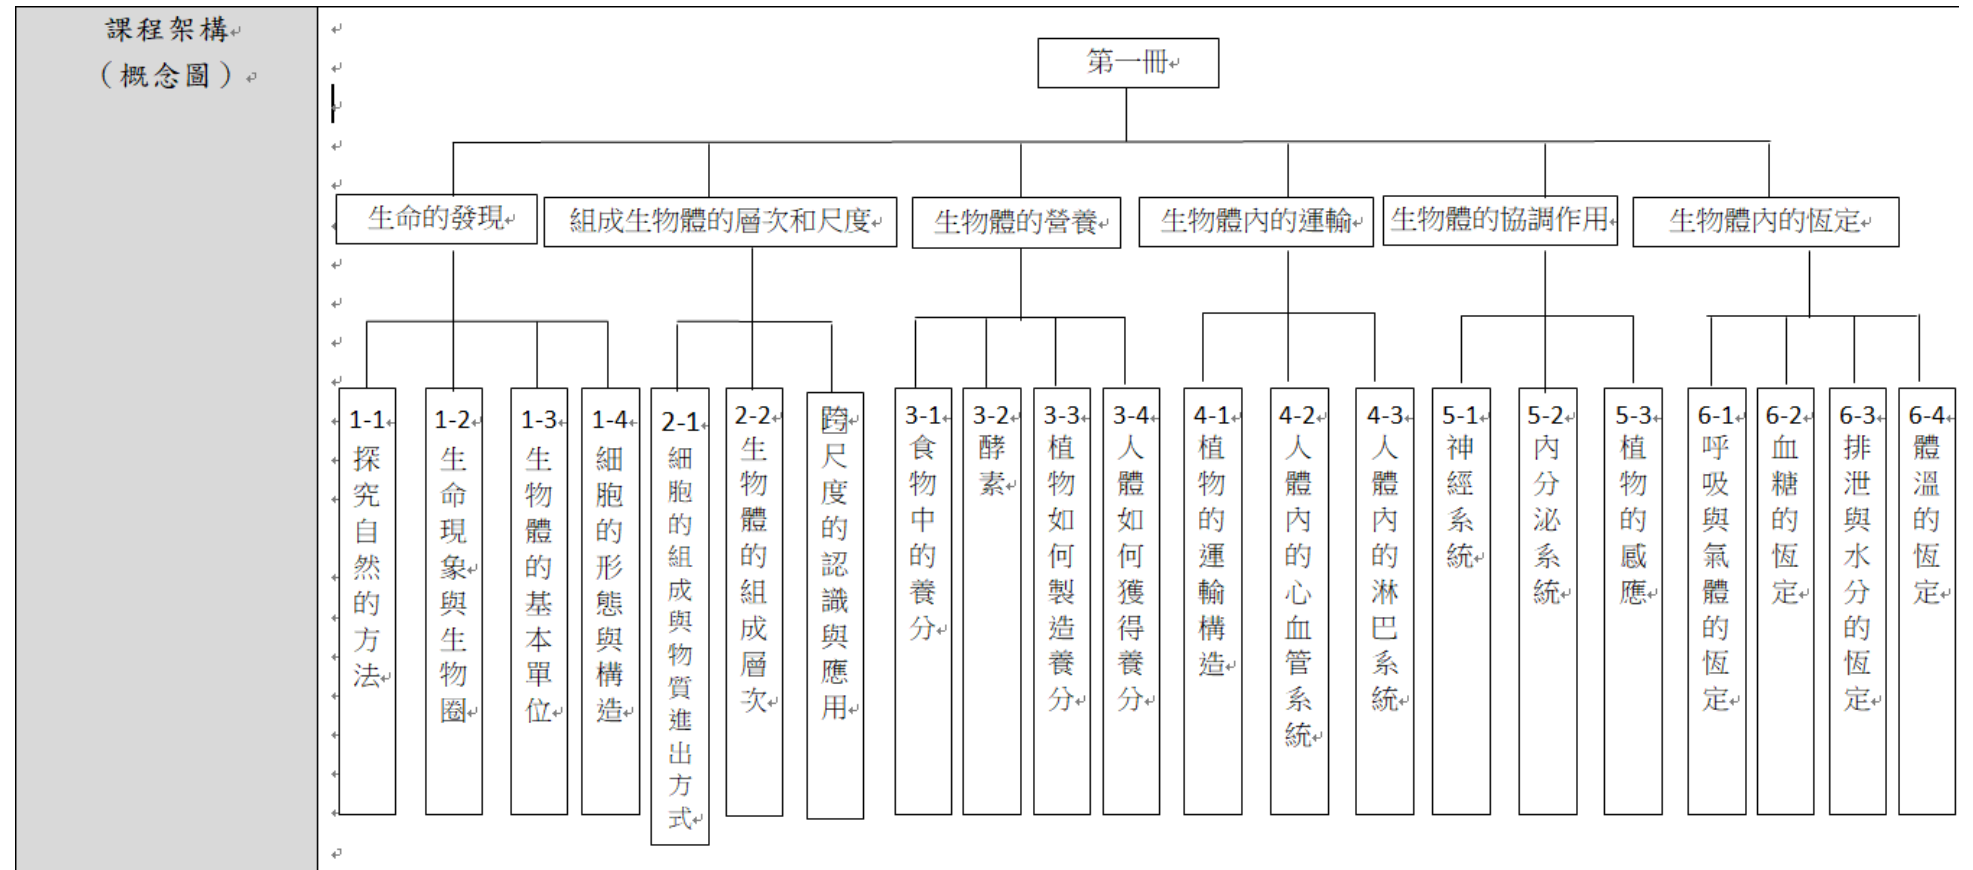 課程架構
（概念圖）
第一冊
生命的發現
組成生物體的層次和尺度
生物體的營養
生物體內的運輸
生物體的協調作用
生物體內的恆定
1-1
探究自然的方法
1-2
生命現象與生物圈
1-3
生物體的基本單位
1-4
細胞的形態與構造
2-1
細胞的組成與物質進出方式
2-2
生物體的組成層次
跨尺度的認識與應用
3-1
食物中的養分
3-2
酵素
3-3
植物如何製造養分
3-4
人體如何獲得養分
4-1
植物的運輸構造
4-2
人體內的心血管系統
4-3
人體內的淋巴系統
5-1
神經系統
5-2
內分泌系統
5-3
植物的感應
6-1
呼吸與氣體的恆定
6-2
血糖的恆定
6-3
排泄與水分的恆定
6-4
體溫的恆定